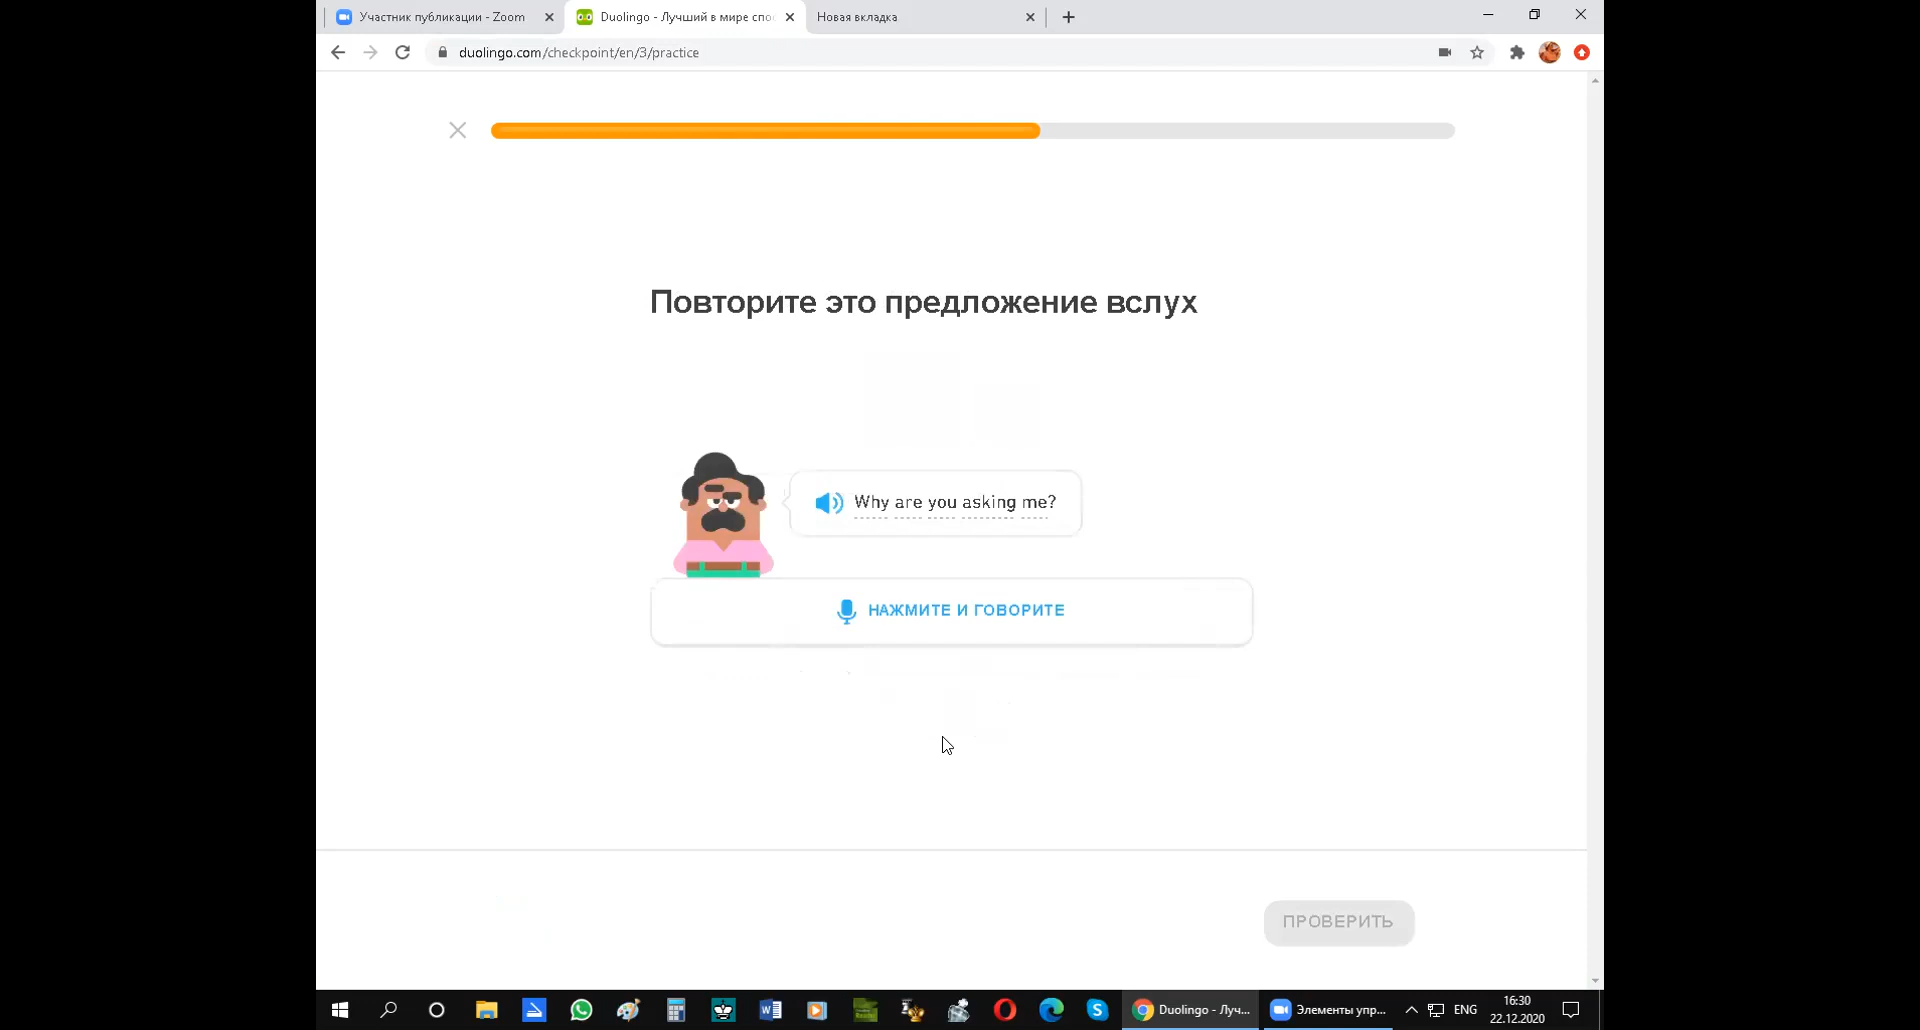 Участник публикации - Zoom
Duolingo - Лучший в мире спо
Новая вкладка
duolingo.com/checkpoint/en/3/practice
Повторите это предложение вслух
Why are you asking me?
НАЖМИТЕ И ГОВОРИТЕ
ПРОВЕРИТЬ
Duolingo - Луч...
Элементы упр...
ENG
16:30
22.12.2020